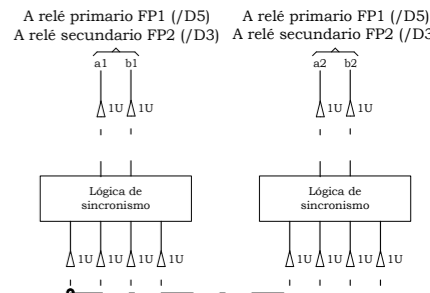 A relé primario FP1 (/D5) A relé primario FP1 (/D5)
A relé secundario FP2 (/D3) A relé secundario FP2 (/D3
a1 b1 a2 b2
1U 1U 1U 1U
Lógica de Lógica de
sincronismo sincronismo
1U 1U 1U 1U 1U 1U 1U 1U